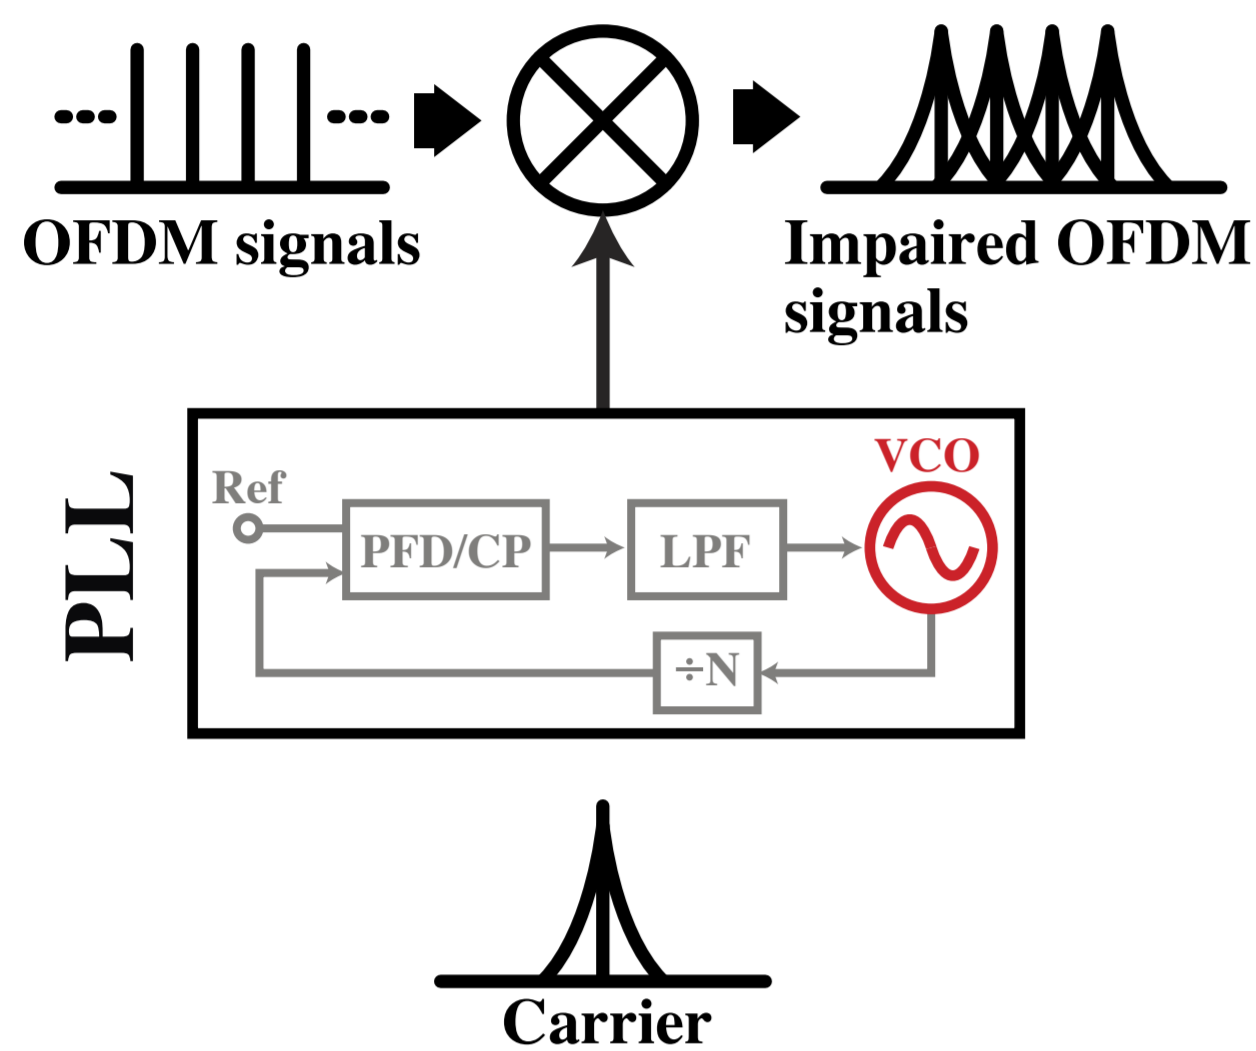 OFDM signals
Impaired OFDM
signals
PLL
Ref
VCO
PFD/CP
LPF
÷N
Carrier